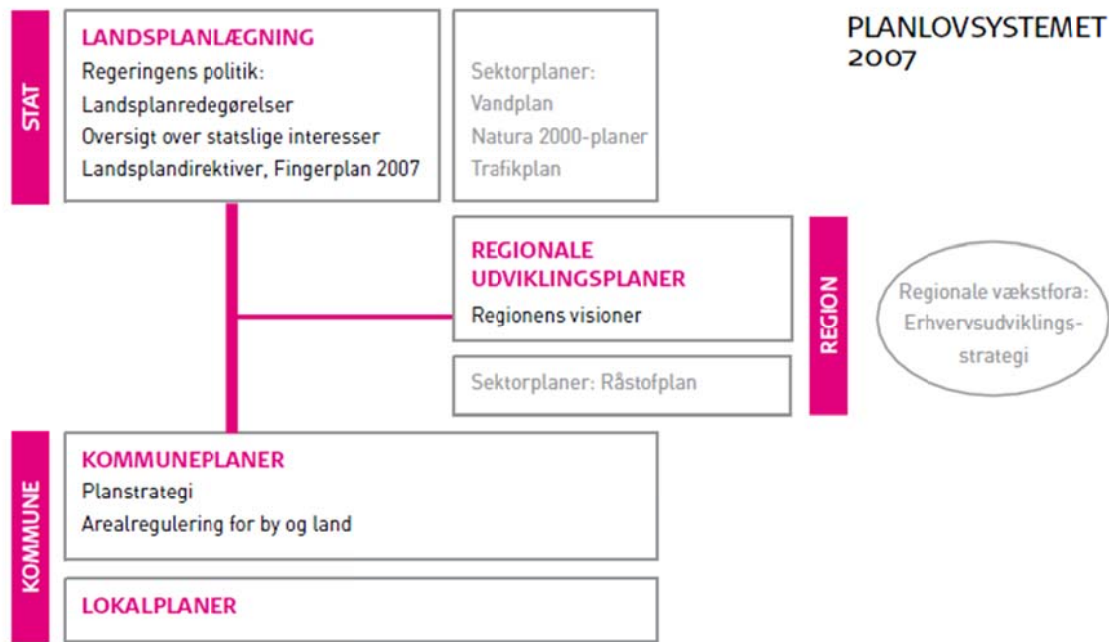 PLANLOVSYSTEMET
2007
STAT
LANDSPLANLÆGNING
Regeringens politik:
Landsplanredegørelser
Oversigt over statslige interesser
Landsplandirektiver, Fingerplan 2007
Sektorplaner:
Vandplan
Natura 2000-planer
Trafikplan
REGIONALE
UDVIKLINGSPLANER
Regionens visioner
Sektorplaner: Råstofplan
REGION
Regionale vækstfora:
Erhvervsudviklings-
strategi
KOMMUNE
KOMMUNEPLANER
Planstrategi
Arealregulering for by og land
LOKALPLANER